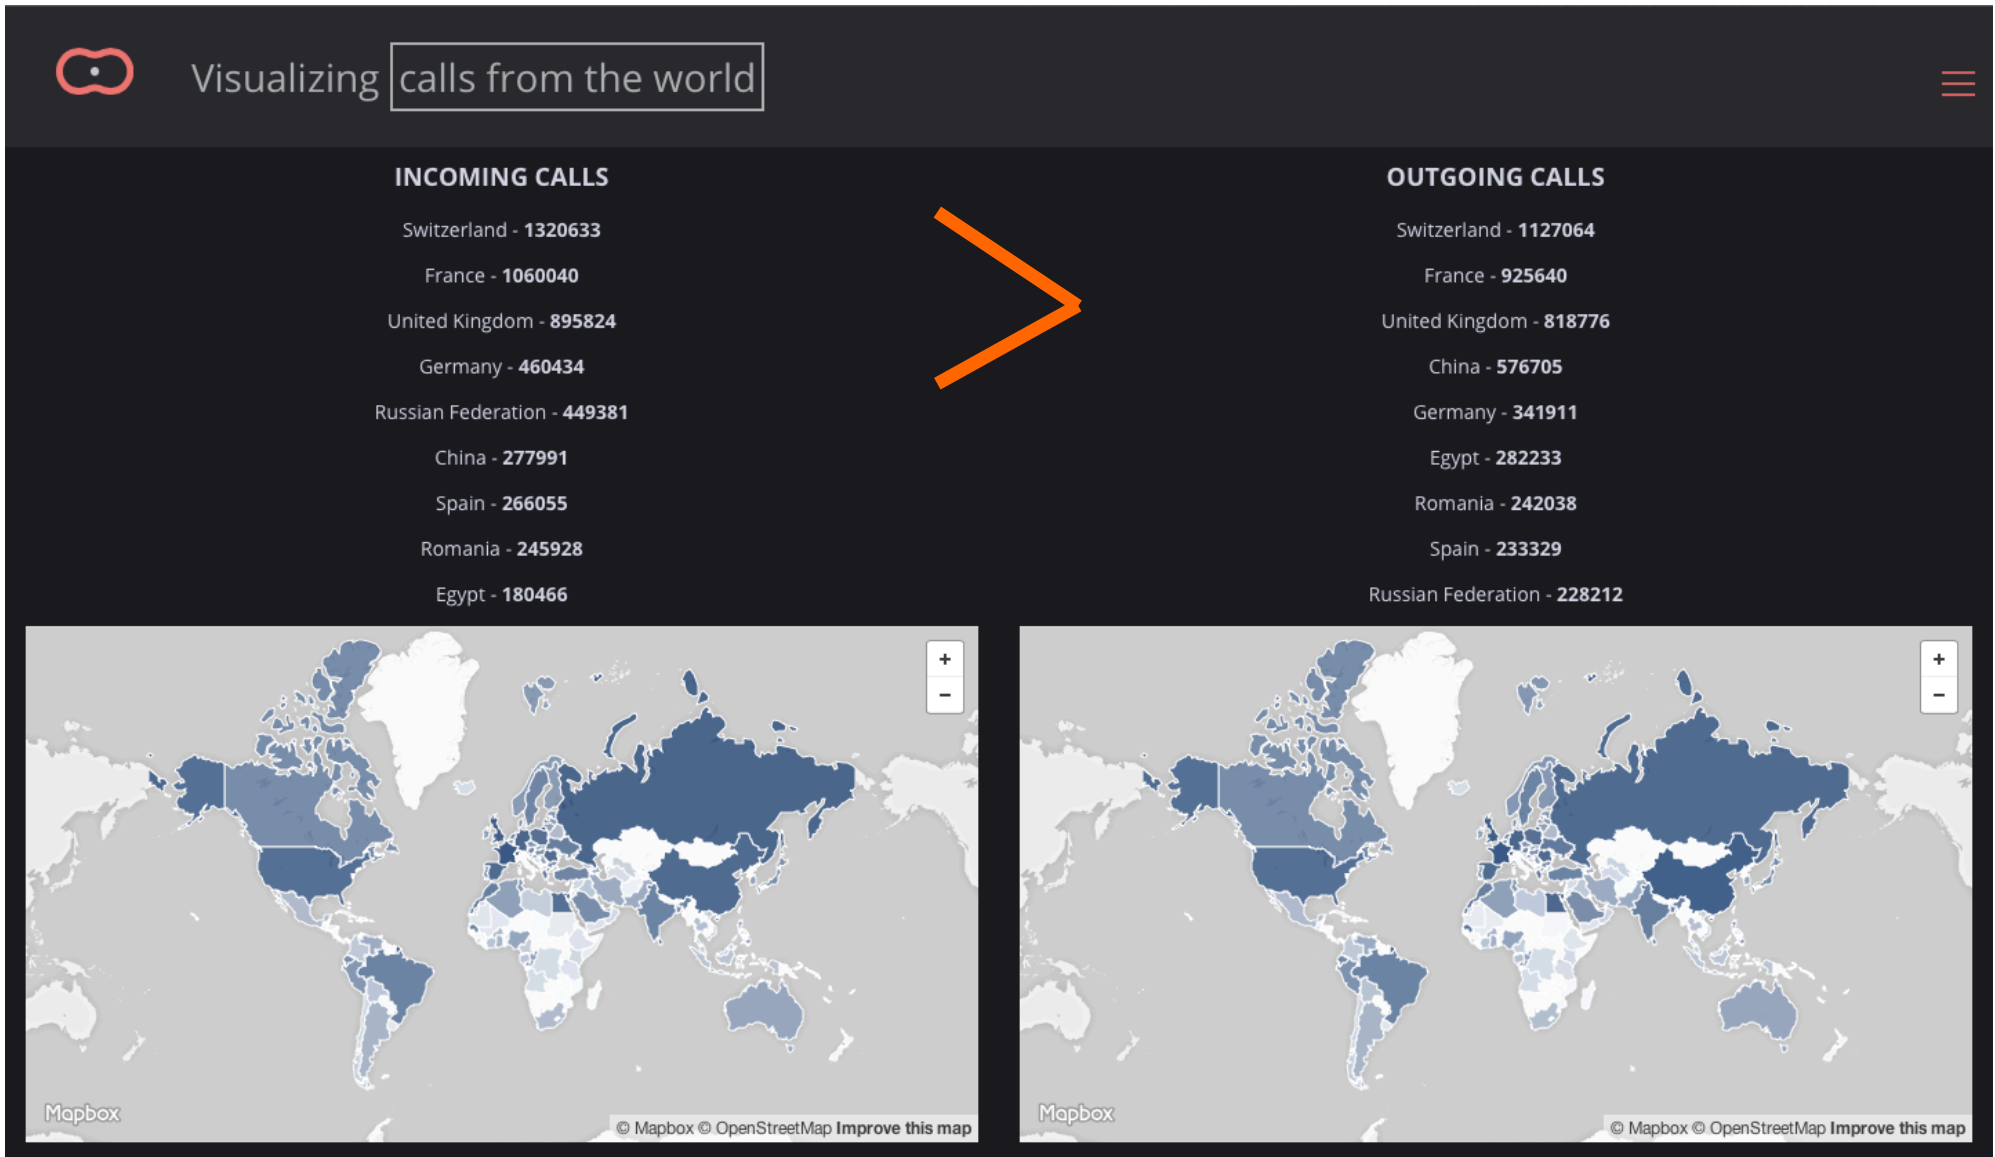 Visualizing calls from the world
INCOMING CALLS
Switzerland - 1320633
France - 1060040
United Kingdom - 895824
Germany - 460434
Russian Federation - 449381
China - 277991
Spain - 266055
Romania - 245928
Egypt - 180466
OUTGOING CALLS
Switzerland - 1127064
France - 925640
United Kingdom - 818776
China - 576705
Germany - 341911
Egypt - 282233
Romania - 242038
Spain - 233329
Russian Federation - 228212
+
−
Mapbox
© Mapbox © OpenStreetMap Improve this map
+
−
Mapbox
© Mapbox © OpenStreetMap Improve this map